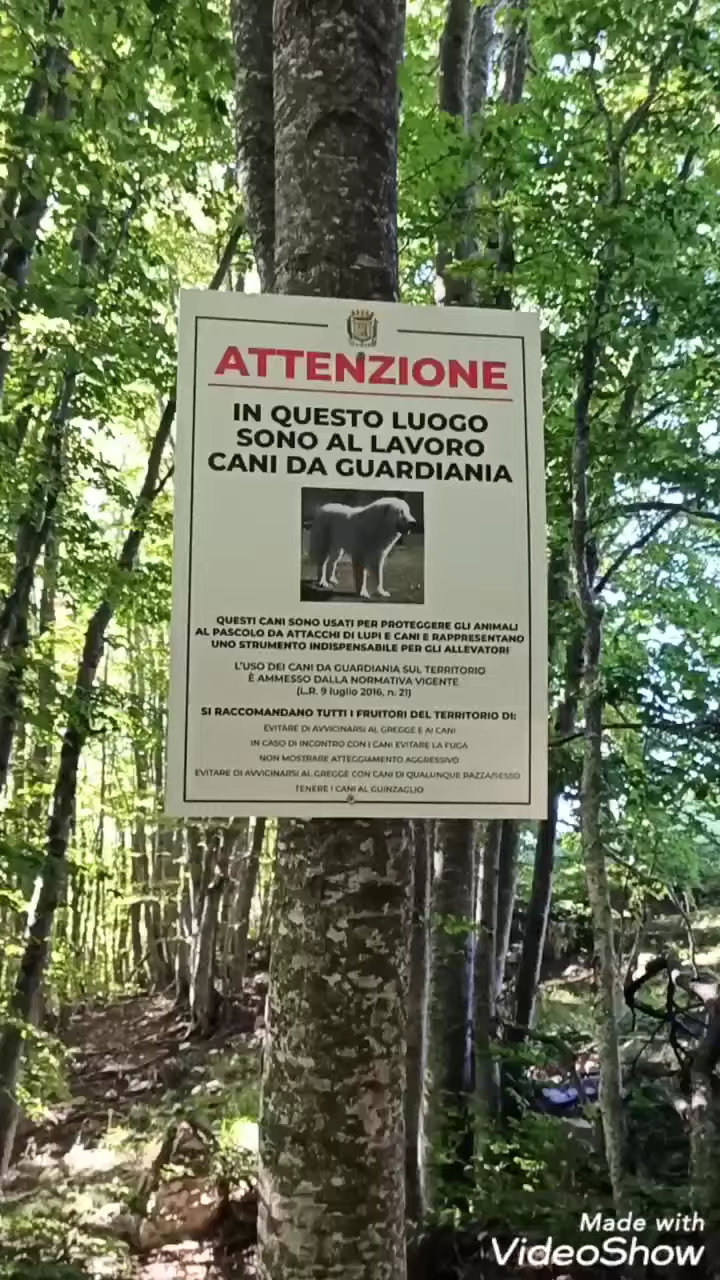 ATTENZIONE
IN QUESTO LUOGO
SONO AL LAVORO
CANI DA GUARDIANIA
QUESTI CANI SONO USATI PER PROTEGGERE GLI ANIMALI
AL PASCOLO DA ATTACCHI DI LUPI E CANI E RAPPRESENTANO
UNO STRUMENTO INDISPENSABILE PER GLI ALLEVATORI
L'USO DEI CANI DA GUARDIANIA SUL TERRITORIO
È AMMESSO DALLA NORMATIVA VIGENTE
(L.R. 9 luglio 2016, n. 21)
SI RACCOMANDANO TUTTI I FRUITORI DEL TERRITORIO DI:
EVITARE DI AVVICINARSI AL GREGGE E AI CANI
IN CASO DI INCONTRO CON I CANI EVITARE LA FUGA
NON MOSTRARE ATTEGGIAMENTO AGGRESSIVO
EVITARE DI AVVICINARSI AL GREGGE CON CANI DI QUALUNQUE RAZZA/SESSO
TENERE I CANI AL GUINZAGLIO
Made with
VideoShow